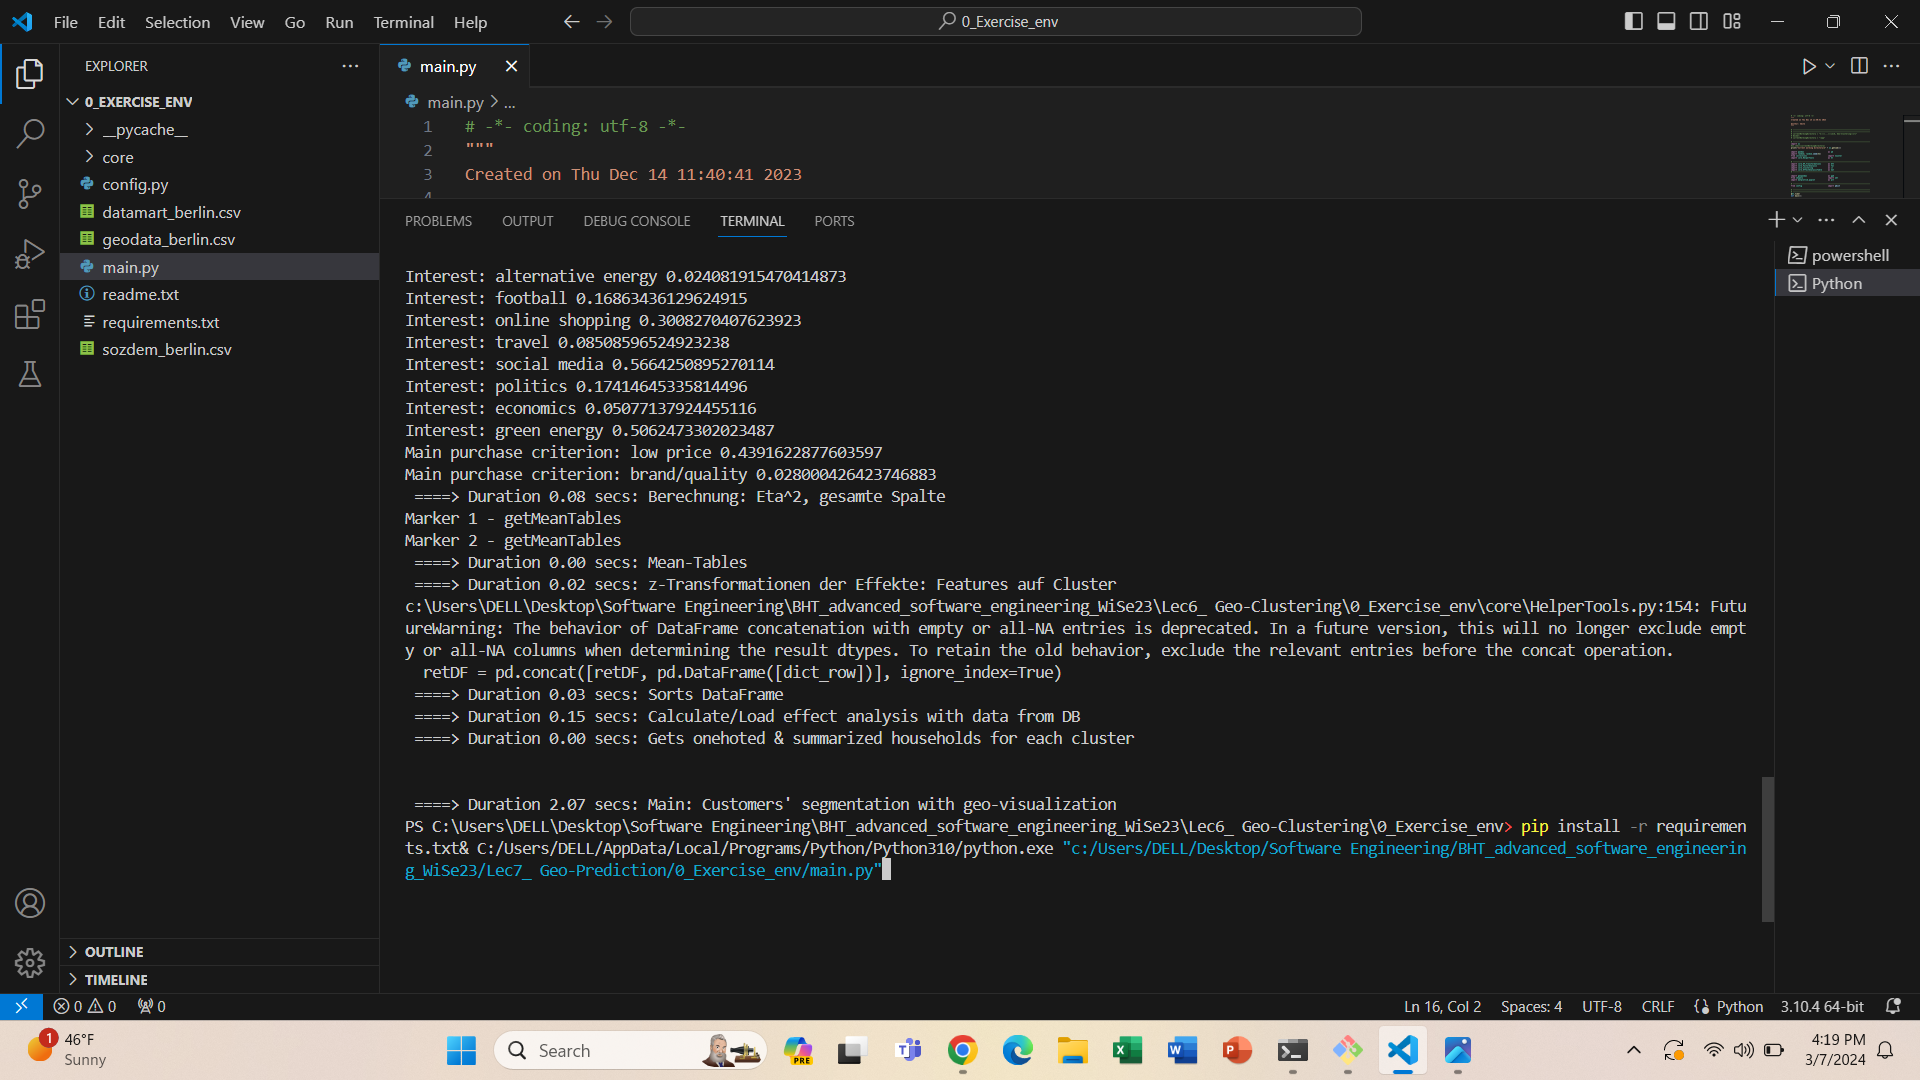 File Edit Selection View Go Run Terminal Help
0_Exercise_env
EXPLORER
0_EXERCISE_ENV
__pycache__
core
config.py
datamart_berlin.csv
geodata_berlin.csv
main.py
readme.txt
requirements.txt
sozdem_berlin.csv
OUTLINE
TIMELINE
main.py
main.py > ...
1 # -*- coding: utf-8 -*-
2 """
3 Created on Thu Dec 14 11:40:41 2023
4
PROBLEMS OUTPUT DEBUG CONSOLE TERMINAL PORTS
powershell
Python
Interest: alternative energy 0.024081915470414873
Interest: football 0.16863436129624915
Interest: online shopping 0.3008270407623923
Interest: travel 0.08508596524923238
Interest: social media 0.5664250895270114
Interest: politics 0.17414645335814496
Interest: economics 0.05077137924455116
Interest: green energy 0.5062473302023487
Main purchase criterion: low price 0.4391622877603597
Main purchase criterion: brand/quality 0.028000426423746883
====> Duration 0.08 secs: Berechnung: Eta^2, gesamte Spalte
Marker 1 - getMeanTables
Marker 2 - getMeanTables
====> Duration 0.00 secs: Mean-Tables
====> Duration 0.02 secs: z-Transformationen der Effekte: Features auf Cluster
c:\Users\DELL\Desktop\Software Engineering\BHT_advanced_software_engineering_WiSe23\Lec6_ Geo-Clustering\0_Exercise_env\core\HelperTools.py:154: Futu
ureWarning: The behavior of DataFrame concatenation with empty or all-NA entries is deprecated. In a future version, this will no longer exclude empt
y or all-NA columns when determining the result dtypes. To retain the old behavior, exclude the relevant entries before the concat operation.
retDF = pd.concat([retDF, pd.DataFrame([dict_row])], ignore_index=True)
====> Duration 0.03 secs: Sorts DataFrame
====> Duration 0.15 secs: Calculate/Load effect analysis with data from DB
====> Duration 0.00 secs: Gets onehoted & summarized households for each cluster
====> Duration 2.07 secs: Main: Customers' segmentation with geo-visualization
PS C:\Users\DELL\Desktop\Software Engineering\BHT_advanced_software_engineering_WiSe23\Lec6_ Geo-Clustering\0_Exercise_env> pip install -r requiremen
ts.txt& C:/Users/DELL/AppData/Local/Programs/Python/Python310/python.exe "c:/Users/DELL/Desktop/Software Engineering/BHT_advanced_software_engineerin
g_WiSe23/Lec7_ Geo-Prediction/0_Exercise_env/main.py"
0 0 0 Ln 16, Col 2 Spaces: 4 UTF-8 CRLF Python 3.10.4 64-bit
1
46°F
Sunny
Search
PRE
4:19 PM
3/7/2024